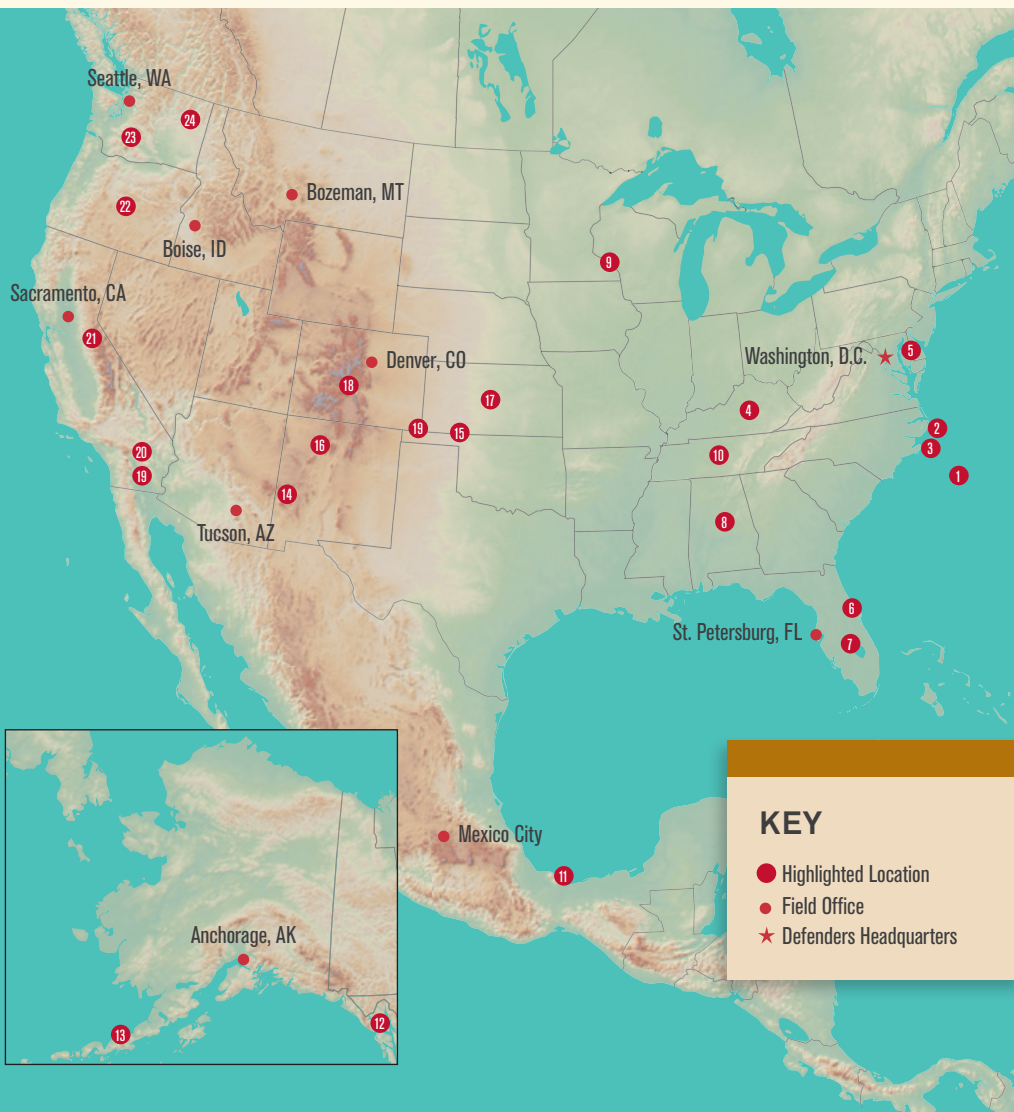 Seattle, WA
24
23
Bozeman, MT
22
Boise, ID
9
Sacramento, CA
21
Washington, D.C.
5
Denver, CO
18
17
4
19
15
2
16
3
10
20
19
1
14
8
Tucson, AZ
6
St. Petersburg, FL
7
Mexico City
11
Anchorage, AK
12
13
KEY
Highlighted Location
Field Office
Defenders Headquarters